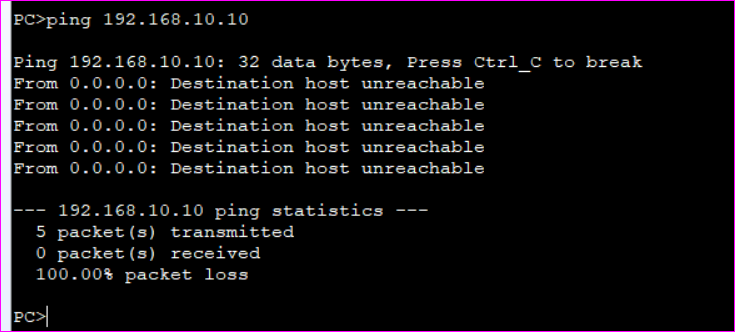 PC>ping 192.168.10.10
Ping 192.168.10.10: 32 data bytes, Press Ctrl_C to break
From 0.0.0.0: Destination host unreachable
From 0.0.0.0: Destination host unreachable
From 0.0.0.0: Destination host unreachable
From 0.0.0.0: Destination host unreachable
From 0.0.0.0: Destination host unreachable
--- 192.168.10.10 ping statistics ---
5 packet(s) transmitted
0 packet(s) received
100.00% packet loss
PC>